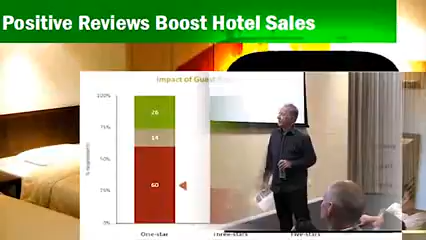 Positive Reviews Boost Hotel Sales
Impact of Guest
100%
75%
50%
25%
0%
26
14
60
One-star
Three-stars
Five-stars